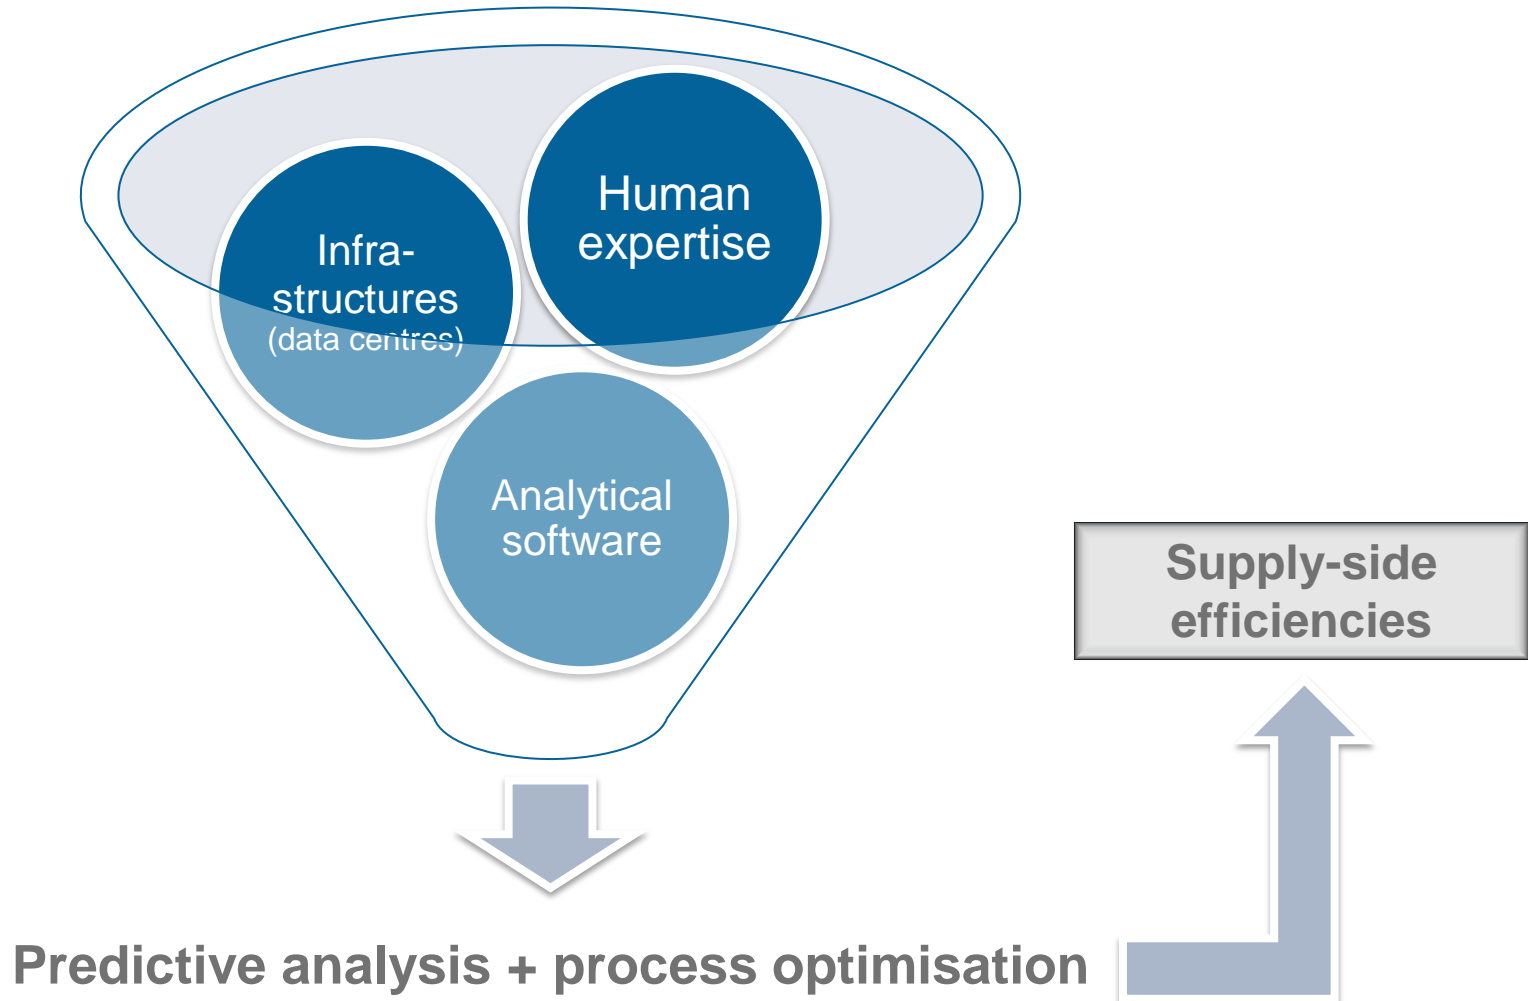 Human
expertise
Infra-
structures
(data centres)
Analytical
software
Supply-side
efficiencies
Predictive analysis + process optimisation